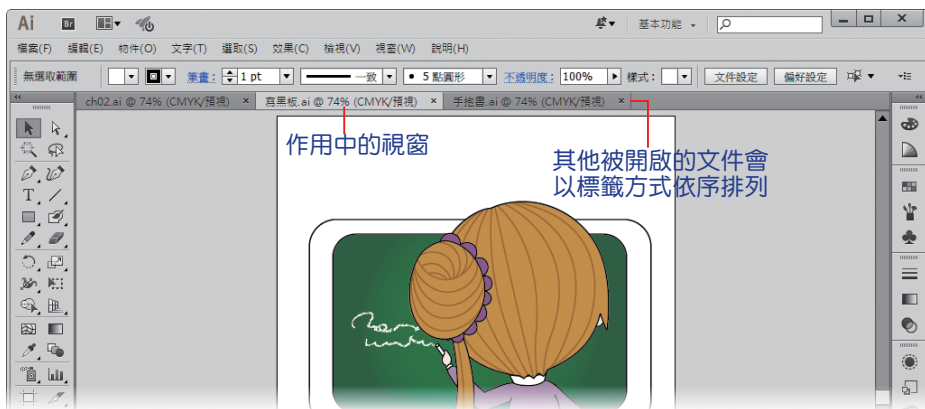 Ai Br 基本功能
檔案(F) 編輯(E) 物件(O) 文字(T) 選取(S) 效果(C) 檢視(V) 視窗(W) 說明(H)
無選取範圍 筆畫: 1 pt 一致 5 點圓形 不透明度: 100% 樣式: 文件設定 偏好設定
ch02.ai @ 74% (CMYK/預視) × 寫黑板.ai @ 74% (CMYK/預視) × 手抱書.ai @ 74% (CMYK/預視) ×
作用中的視窗
其他被開啟的文件會
以標籤方式依序排列